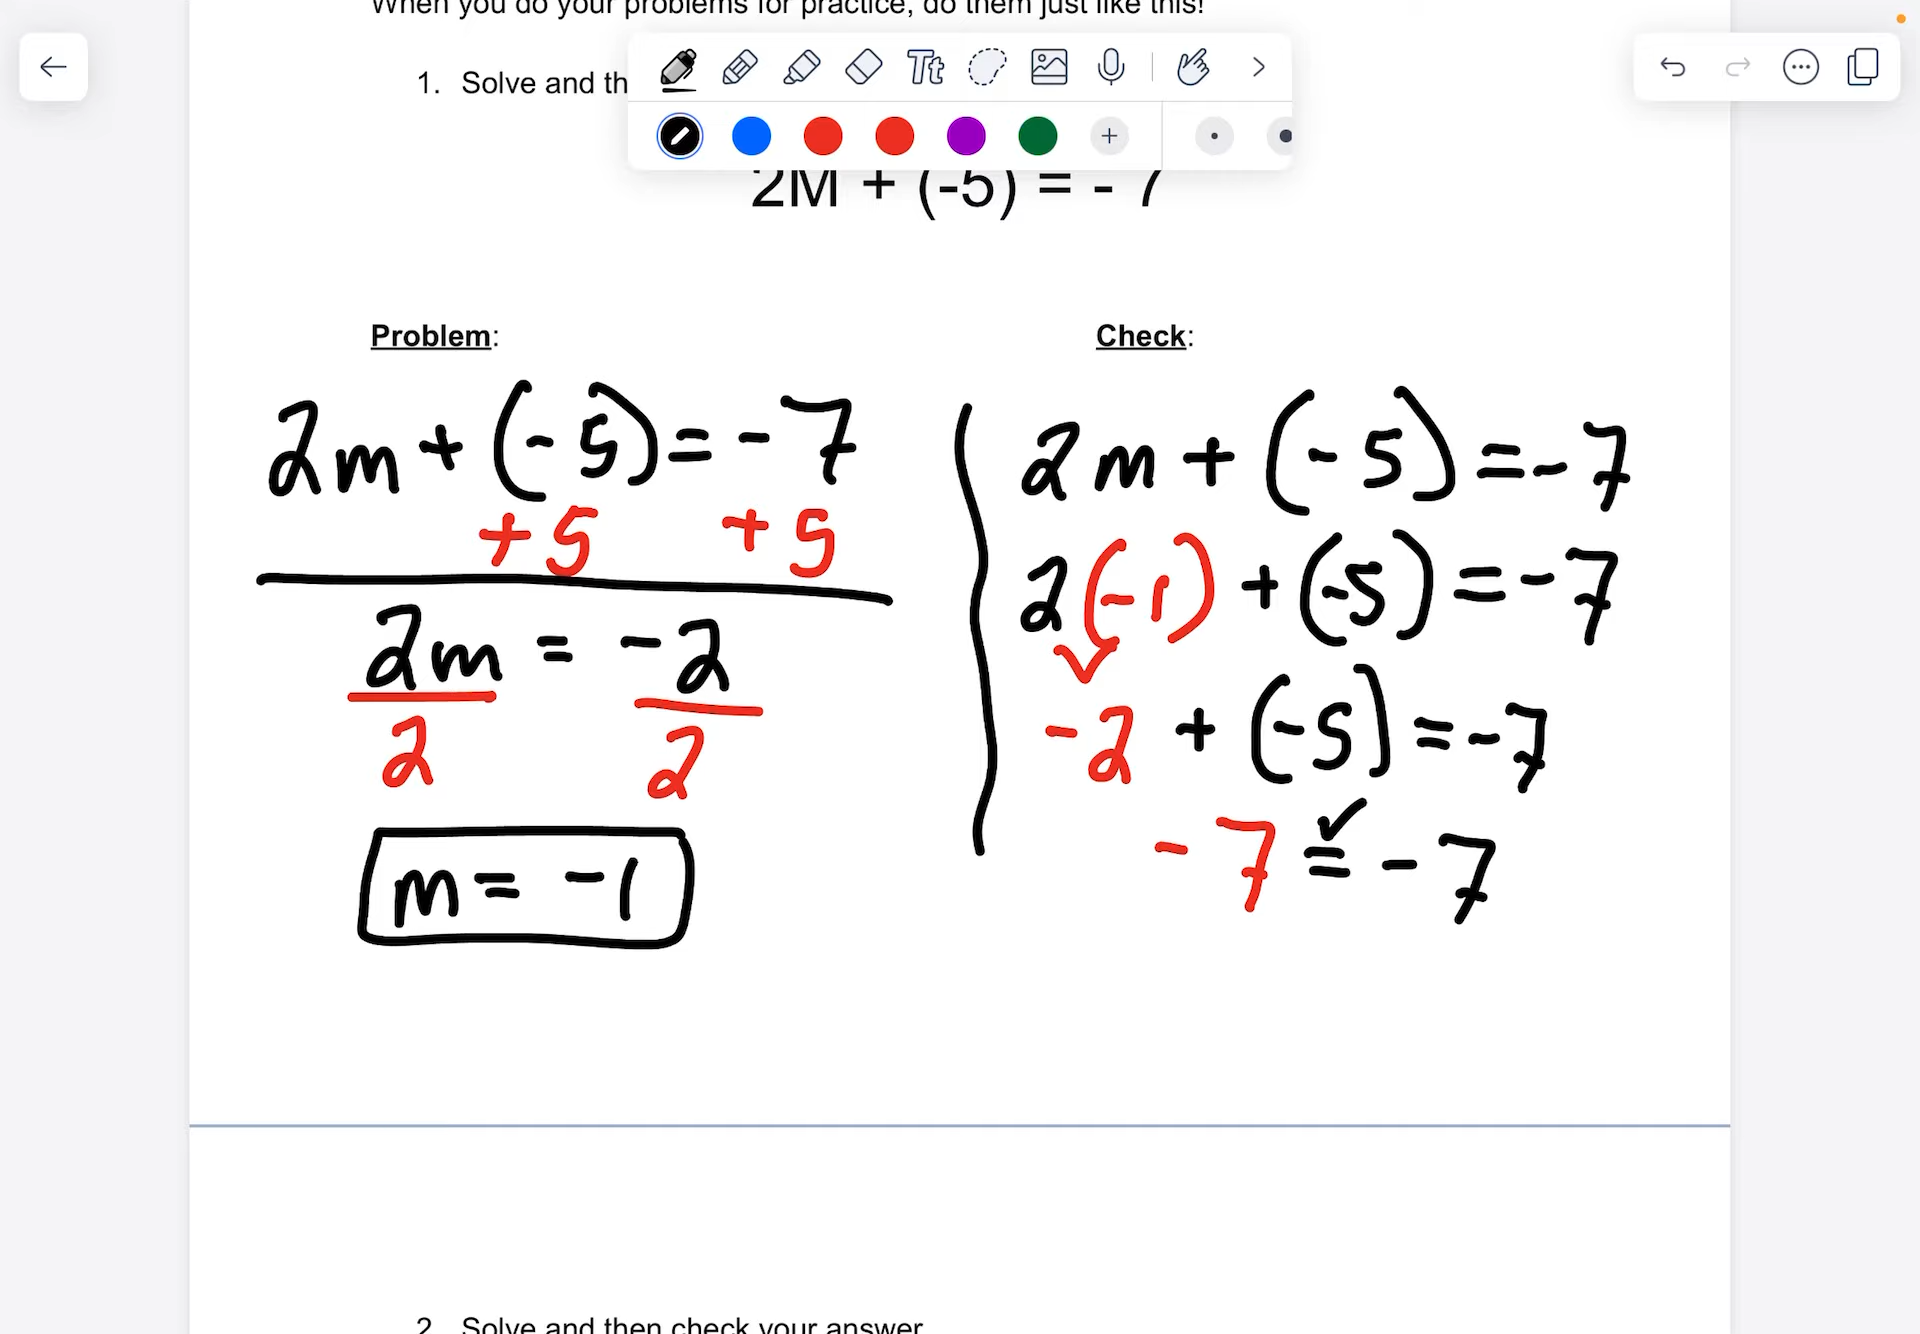 When you do your problems for practice, do them just like this!
1. Solve and th
Tt
2M + (-5) = - 7
Problem:
Check:
2m + (-5) = -7
+5 +5
2m = -2
2 2
m = -1
2m + (-5) = -7
2(-1) + (-5) = -7
-2 + (-5) = -7
-7 = -7
2. Solve and then check your answer